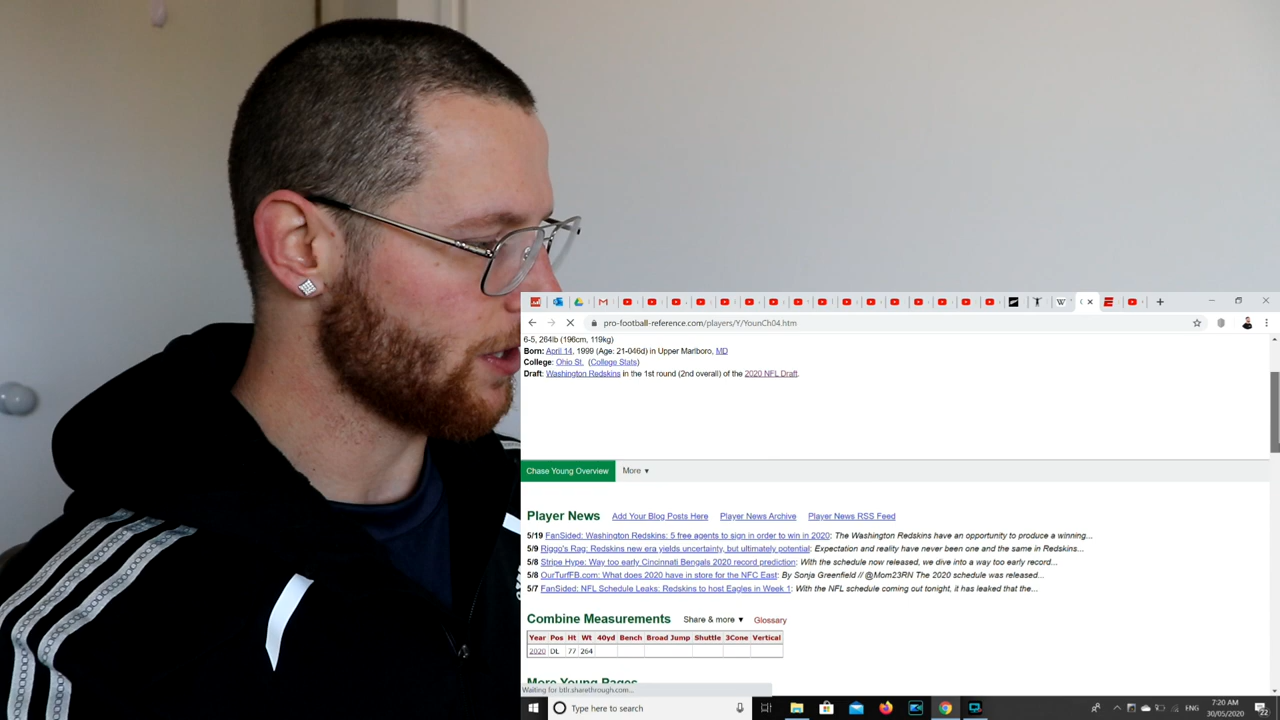 pro-football-reference.com/players/Y/YounCh04.htm
6-5, 264lb (196cm, 119kg)
Born: April 14, 1999 (Age: 21-046d) in Upper Marlboro, MD
College: Ohio St. (College Stats)
Draft: Washington Redskins in the 1st round (2nd overall) of the 2020 NFL Draft.
Chase Young Overview More ▼
Player News Add Your Blog Posts Here Player News Archive Player News RSS Feed
5/19 FanSided: Washington Redskins: 5 free agents to sign in order to win in 2020: The Washington Redskins have an opportunity to produce a winning...
5/9 Riggo's Rag: Redskins new era yields uncertainty, but ultimately potential: Expectation and reality have never been one and the same in Redskins...
5/8 Stripe Hype: Way too early Cincinnati Bengals 2020 record prediction: With the schedule now released, we dive into a way too early record...
5/8 OurTurfFB.com: What does 2020 have in store for the NFC East: By Sonja Greenfield // @Mom23RN The 2020 schedule was released...
5/7 FanSided: NFL Schedule Leaks: Redskins to host Eagles in Week 1: With the NFL schedule coming out tonight, it has leaked that the...
Combine Measurements Share & more ▼ Glossary
Year Pos Ht Wt 40yd Bench Broad Jump Shuttle 3Cone Vertical
2020 DL 77 264
More Young Pages
Waiting for btlr.sharethrough.com...
Type here to search
ENG
7:20 AM
30/05/2020
22